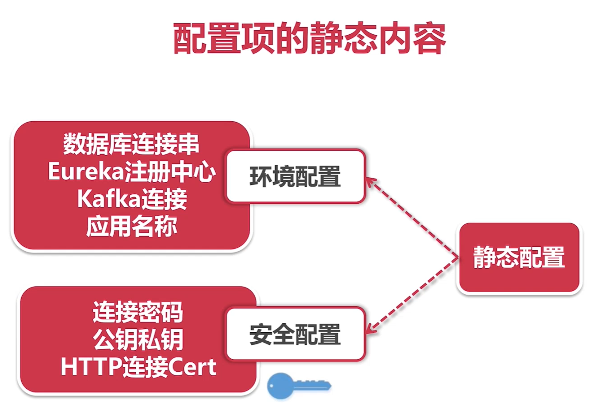 配置项的静态内容
数据库连接串
Eureka注册中心
Kafka连接
应用名称
环境配置
静态配置
连接密码
公钥私钥
HTTP连接Cert
安全配置